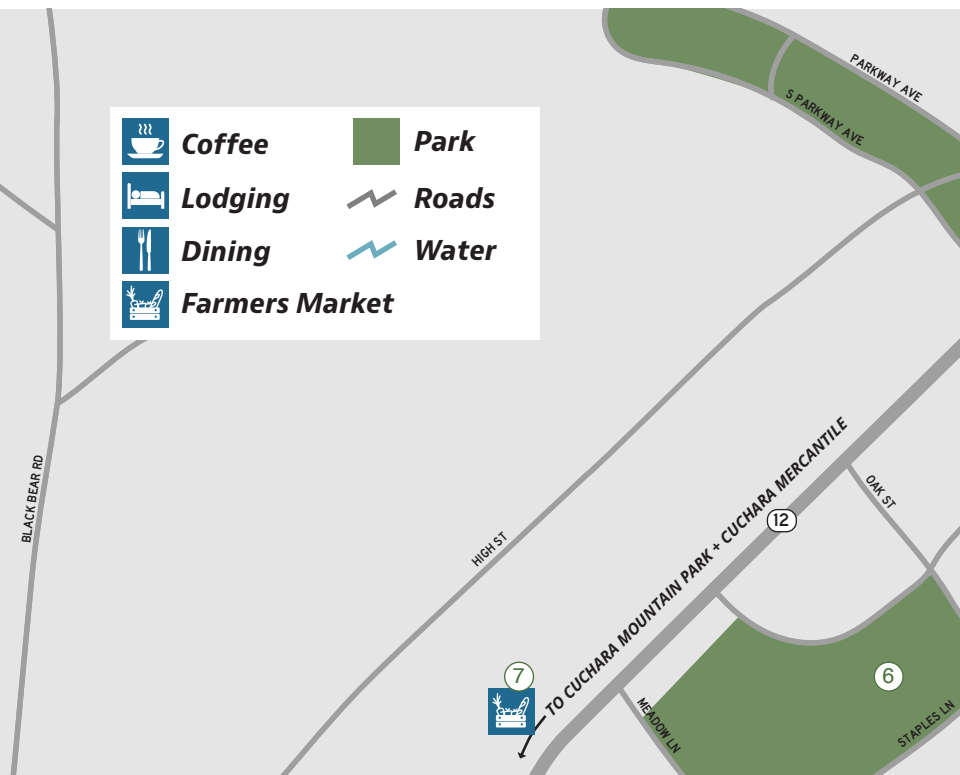 PARKWAY AVE
S PARKWAY AVE
Coffee
Park
Lodging
Roads
Dining
Water
Farmers Market
BLACK BEAR RD
HIGH ST
TO CUCHARA MOUNTAIN PARK + CUCHARA MERCANTILE
12
OAK ST
7
6
MEADOW LN
STAPLES LN